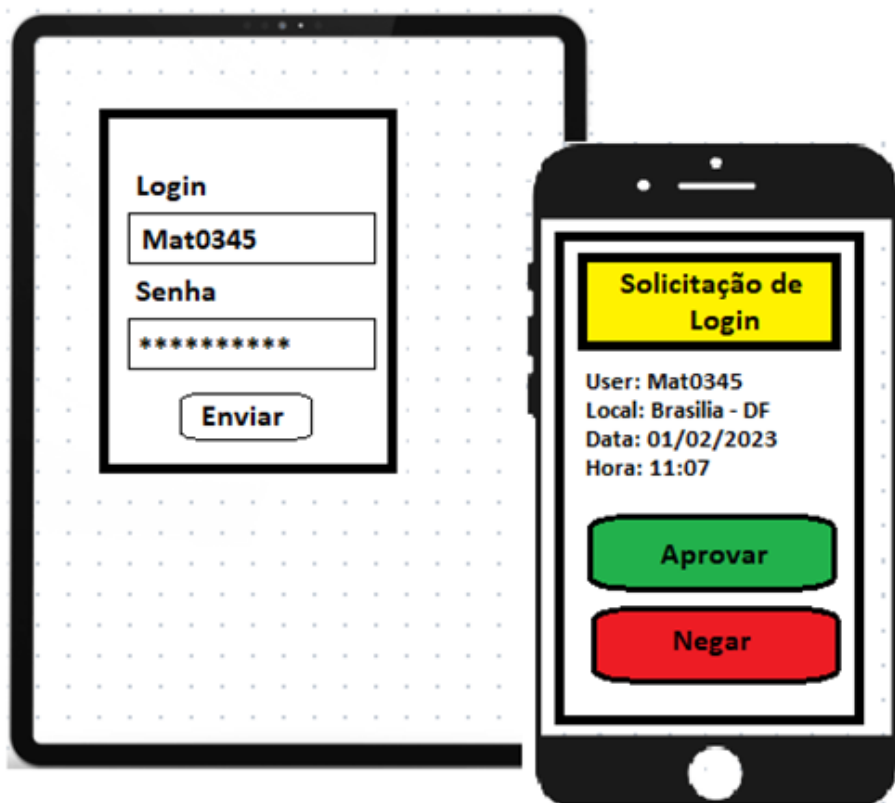 Login
Mat0345
Senha
**********
Enviar
Solicitação de
Login
User: Mat0345
Local: Brasilia - DF
Data: 01/02/2023
Hora: 11:07
Aprovar
Negar